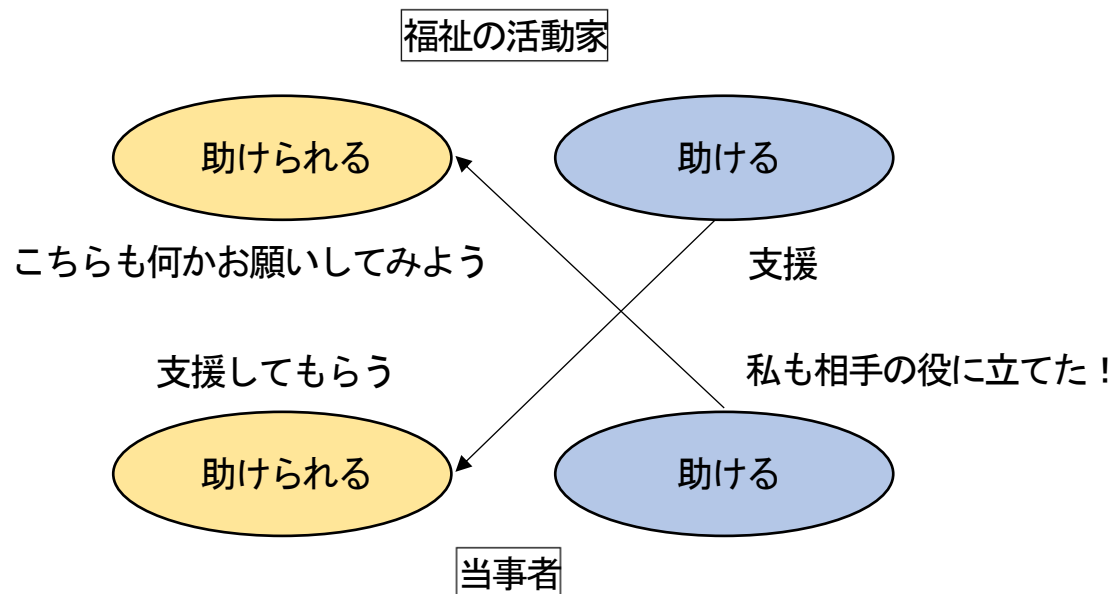 福祉の活動家
助けられる
助ける
こちらも何かお願いしてみよう
支援
支援してもらう
私も相手の役に立てた！
助けられる
助ける
当事者